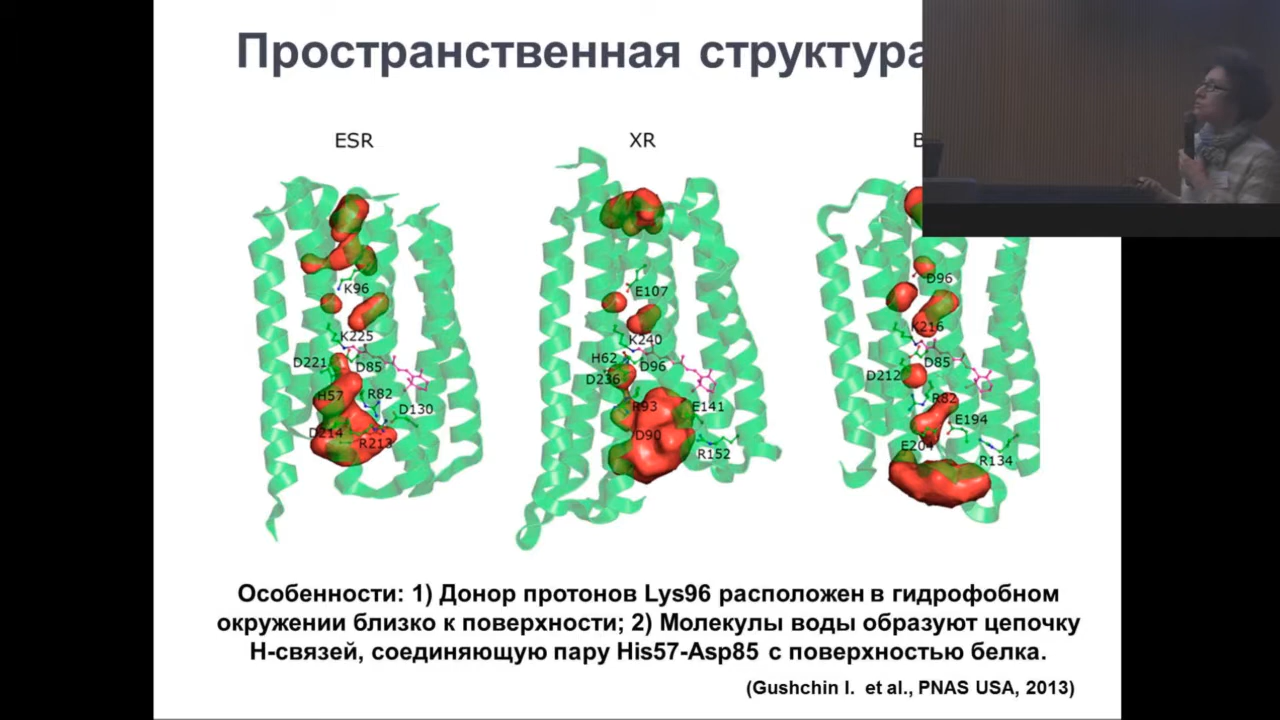 Пространственная структура
ESR
XR
K96
K225
D221
D85
H57
R82
D130
D214
R213
E107
K240
H62
D96
D236
R93
E141
D90
R152
D96
K216
D85
D212
R82
E194
E204
R134
Особенности: 1) Донор протонов Lys96 расположен в гидрофобном
окружении близко к поверхности; 2) Молекулы воды образуют цепочку
Н-связей, соединяющую пару His57-Asp85 с поверхностью белка.
(Gushchin I. et al., PNAS USA, 2013)